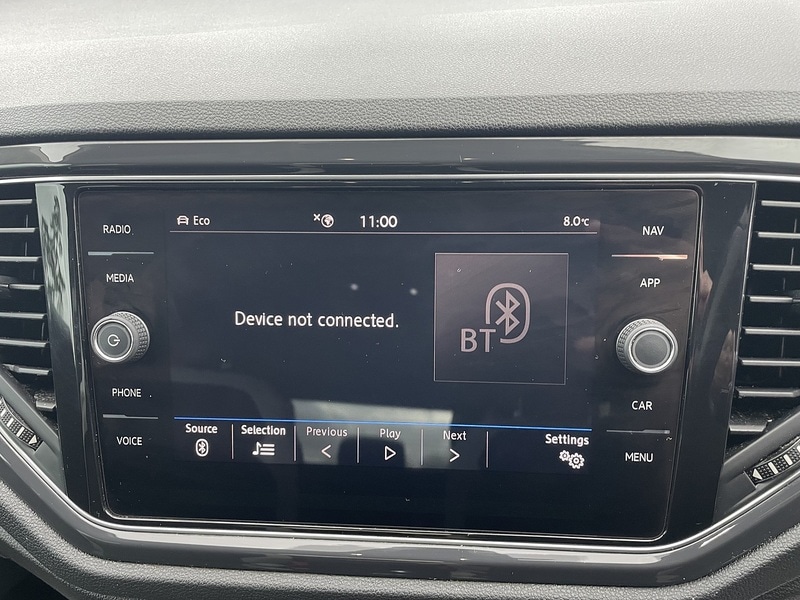 RADIO
MEDIA
PHONE
VOICE
Eco
11:00
8.0°C
Device not connected.
BT
Source
Selection
Previous
Play
Next
Settings
NAV
APP
CAR
MENU